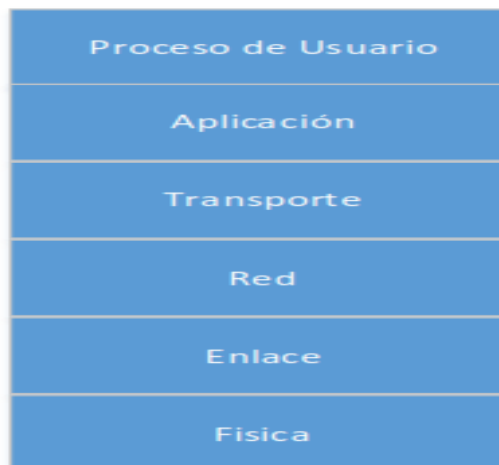 Proceso de Usuario
Aplicación
Transporte
Red
Enlace
Fisica